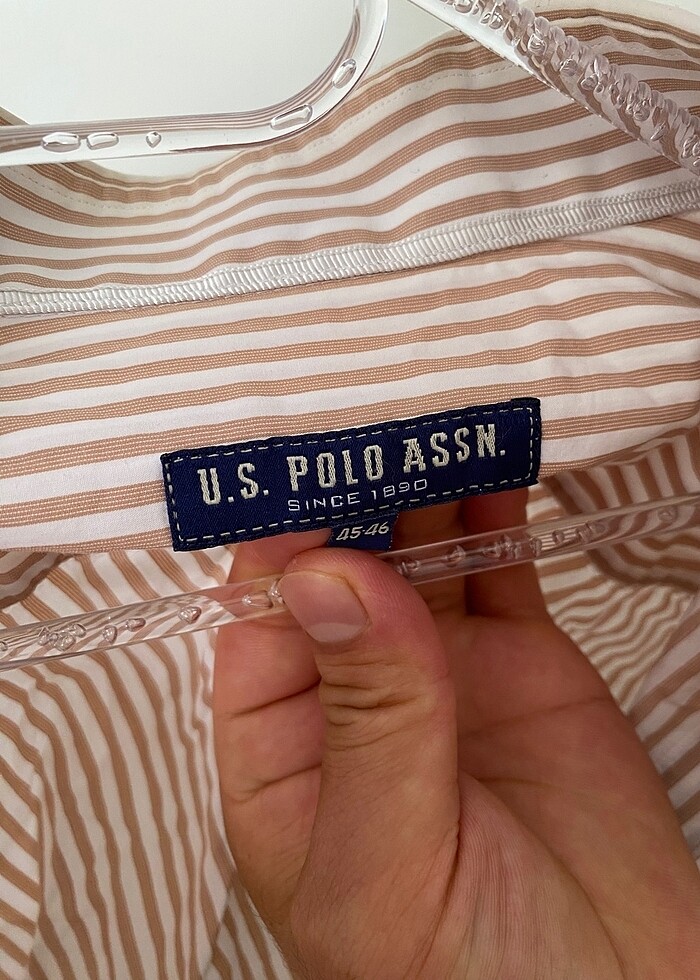 U.S. POLO ASSN.
SINCE 1890
45-46